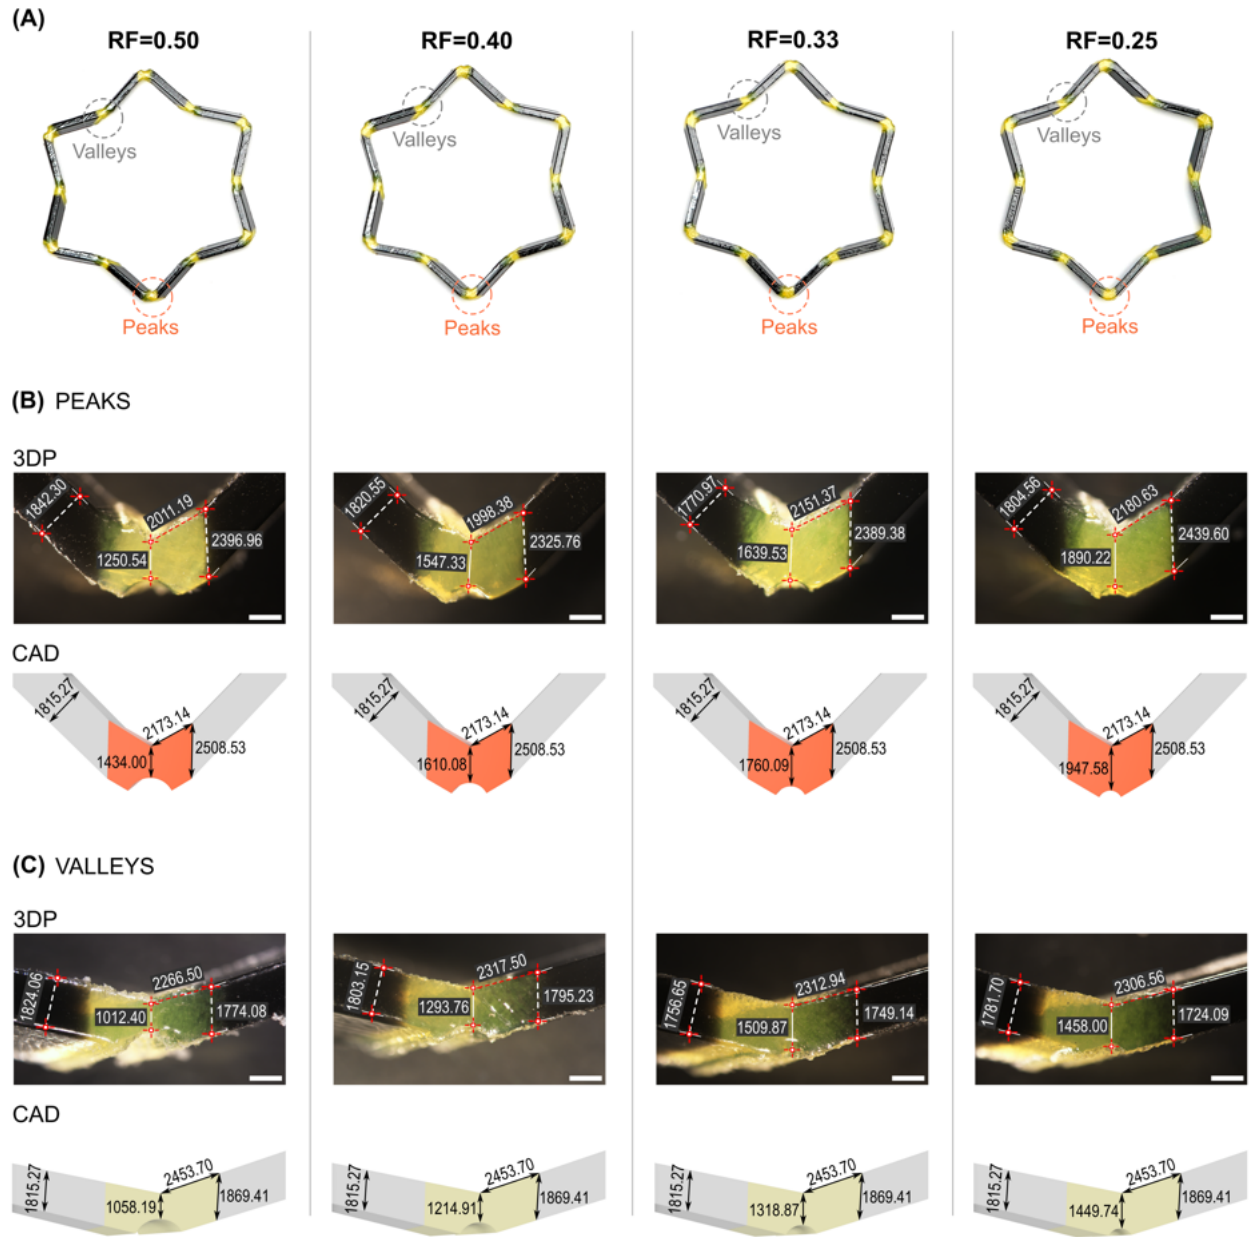 (A)
RF=0.50 RF=0.40 RF=0.33 RF=0.25
Valleys Valleys Valleys Valleys
Peaks Peaks Peaks Peaks
(B) PEAKS
3DP
1842.30 2011.19 1250.54 2396.96
1820.55 1998.38 1547.33 2325.76
1770.97 2151.37 1639.53 2389.38
1804.56 2180.63 1890.22 2439.60
CAD
1815.27 2173.14 1434.00 2508.53
1815.27 2173.14 1610.08 2508.53
1815.27 2173.14 1760.09 2508.53
1815.27 2173.14 1947.58 2508.53
(C) VALLEYS
3DP
1824.06 2266.50 1012.40 1774.08
1803.15 2317.50 1293.76 1795.23
1756.65 2312.94 1509.87 1749.14
1781.70 2306.56 1458.00 1724.09
CAD
1815.27 2453.70 1058.19 1869.41
1815.27 2453.70 1214.91 1869.41
1815.27 2453.70 1318.87 1869.41
1815.27 2453.70 1449.74 1869.41